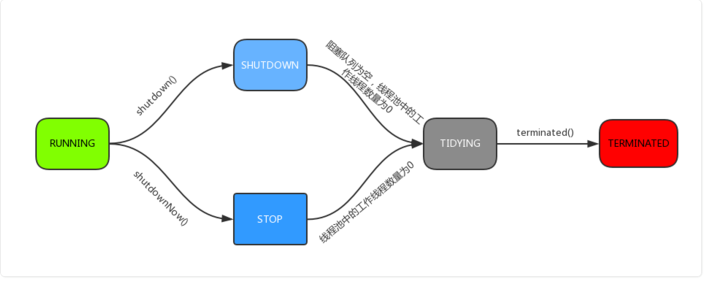 SHUTDOWN
shutdown()
阻塞队列为空，线程池中的工
作线程数量为0
RUNNING
TIDYING
terminated()
TERMINATED
shutdownNow()
STOP
线程池中的工作线程数量为0